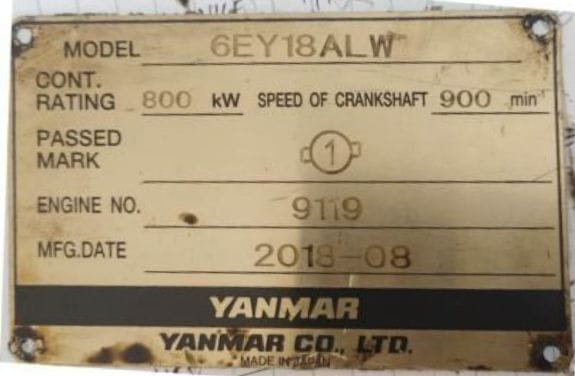 MODEL 6EY18ALW
CONT.
RATING 800 kW SPEED OF CRANKSHAFT 900 min⁻¹
PASSED
MARK 1
ENGINE NO. 9119
MFG.DATE 2018-08
YANMAR
YANMAR CO., LTD.
MADE IN JAPAN